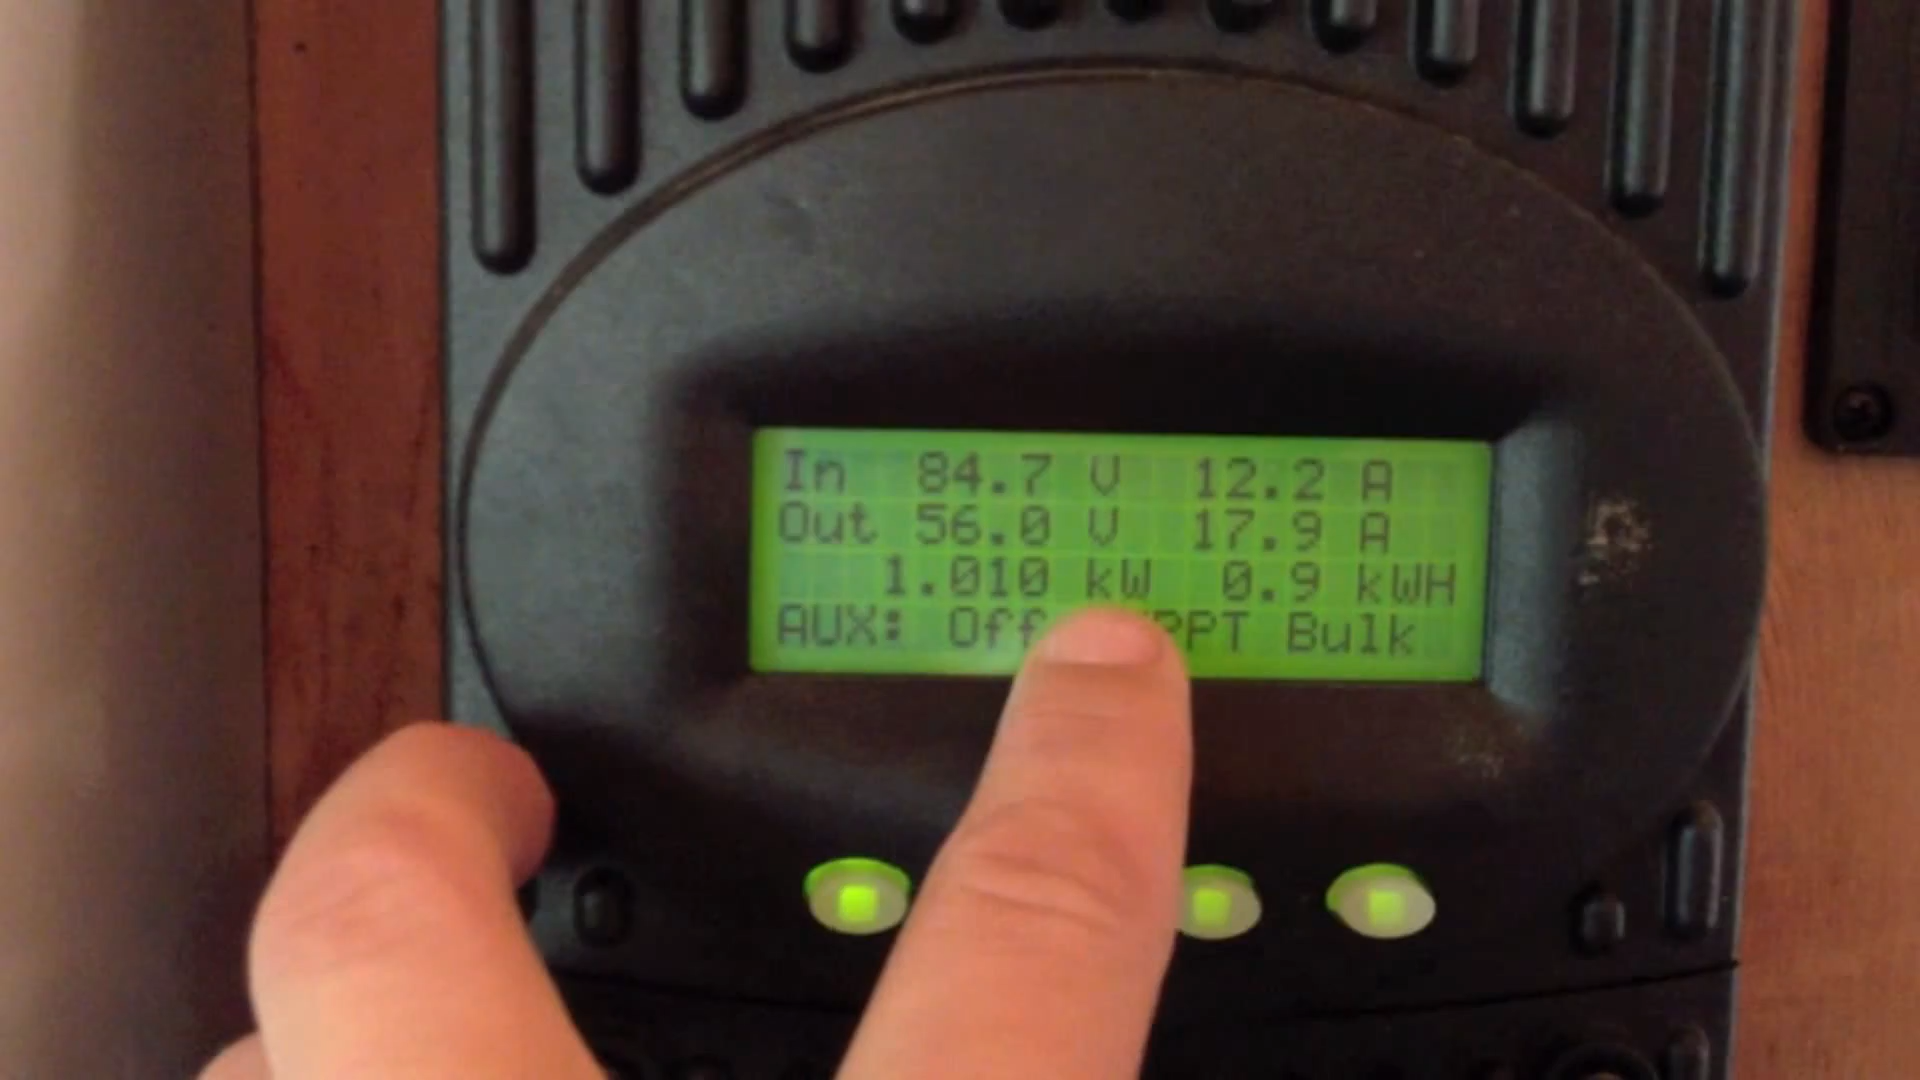 In 84.7 V 12.2 A
Out 56.0 V 17.9 A
1.010 kW 0.9 kWH
AUX: Off Bulk